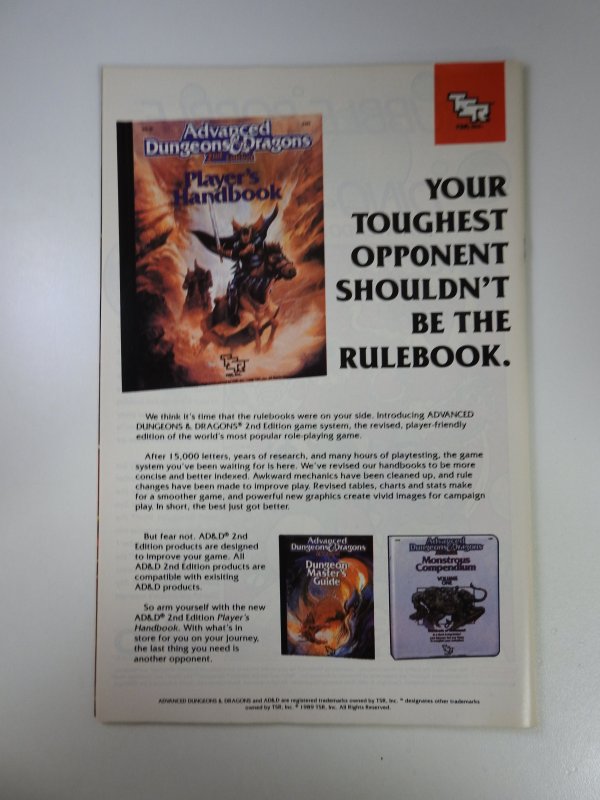 TSR
TSR, Inc.
Advanced
Dungeons & Dragons
2nd Edition
Player's
Handbook
TSR
TSR, Inc.
YOUR
TOUGHEST
OPPONENT
SHOULDN'T
BE THE
RULEBOOK.
We think it's time that the rulebooks were on your side. Introducing ADVANCED
DUNGEONS & DRAGONS® 2nd Edition game system, the revised, player-friendly
edition of the world's most popular role-playing game.
After 15,000 letters, years of research, and many hours of playtesting, the game
system you've been waiting for is here. We've revised our handbooks to be more
concise and better indexed. Awkward mechanics have been cleaned up, and rule
changes have been made to improve play. Revised tables, charts and stats make
for a smoother game, and powerful new graphics create vivid images for campaign
play. In short, the best just got better.
But fear not. AD&D® 2nd
Edition products are designed
to improve your game. All
AD&D 2nd Edition products are
compatible with exisiting
AD&D products.
So arm yourself with the new
AD&D® 2nd Edition Player's
Handbook. With what's in
store for you on your journey,
the last thing you need is
another opponent.
Advanced
Dungeons & Dragons
Dungeon
Master's
Guide
Advanced
Dungeons & Dragons
Monstrous
Compendium
VOLUME
ONE
TSR
ADVANCED DUNGEONS & DRAGONS and AD&D are registered trademarks owned by TSR, Inc. ™ designates other trademarks
owned by TSR, Inc. © 1989 TSR, Inc. All Rights Reserved.